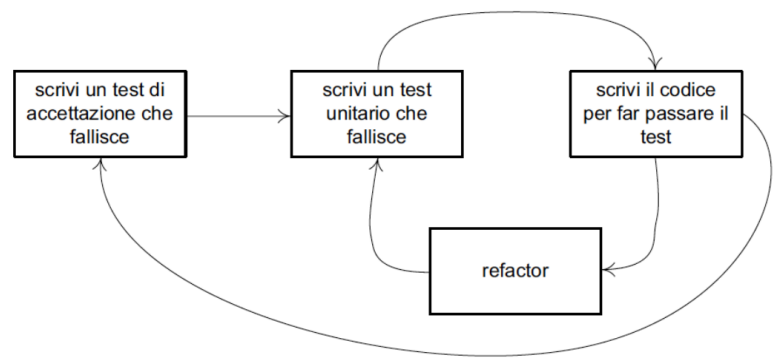 scrivi un test di
accettazione che
fallisce
scrivi un test
unitario che
fallisce
scrivi il codice
per far passare il
test
refactor